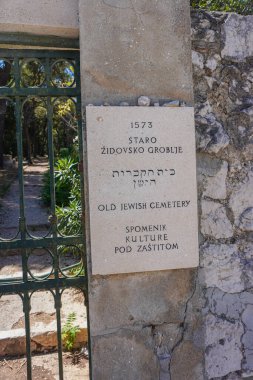 1573
STARO
ŽIDOVSKO GROBLJE
בית הקברות
הישן
OLD JEWISH CEMETERY
SPOMENIK
KULTURE
POD ZAŠTITOM